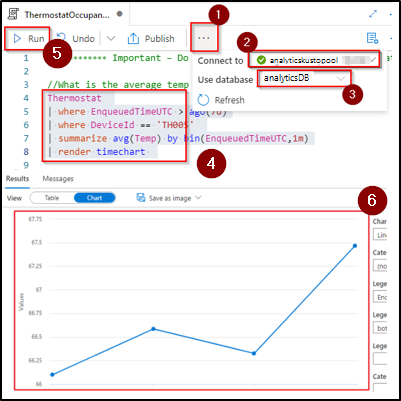 ThermostatOccupan
1
Run
Undo
Publish
...
2
Connect to
analyticskustopool
5
******** Important – Do
Use database
analyticsDB
3
Refresh
//What is the average temp
4 Thermostat
5 | where EnqueuedTimeUTC > ago(7d)
6 | where DeviceId == 'TH005'
7 | summarize avg(Temp) by bin(EnqueuedTimeUTC,1m)
8 | render timechart
4
Results
Messages
View
Table
Chart
Save as image
6
67.75
67.5
67.25
67
66.75
66.5
66.25
66
Values
Char
Line
Cate
(no
Lege
Enc
Lege
bot
Lege
Cate